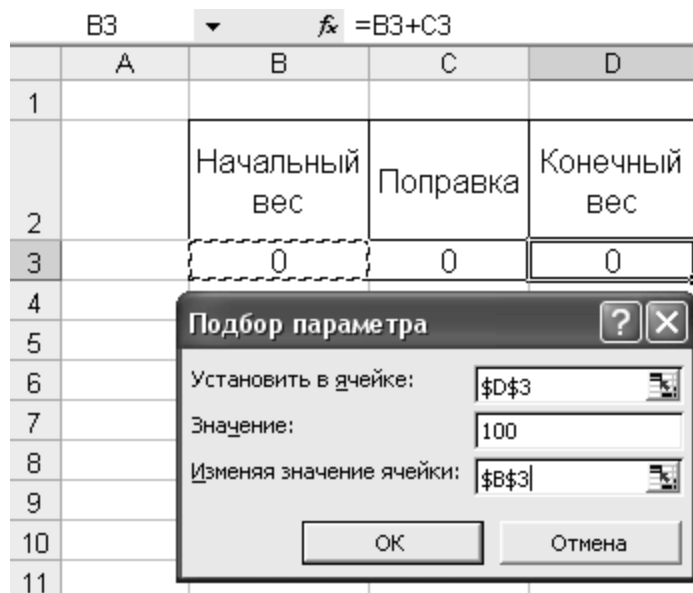 B3 fx =B3+C3
A B C D
1
2 Начальный вес Поправка Конечный вес
3 0 0 0
4
5
6
7
8
9
10
11
Подбор параметра ?
Установить в ячейке: $D$3
Значение: 100
Изменяя значение ячейки: $B$3
ОК Отмена